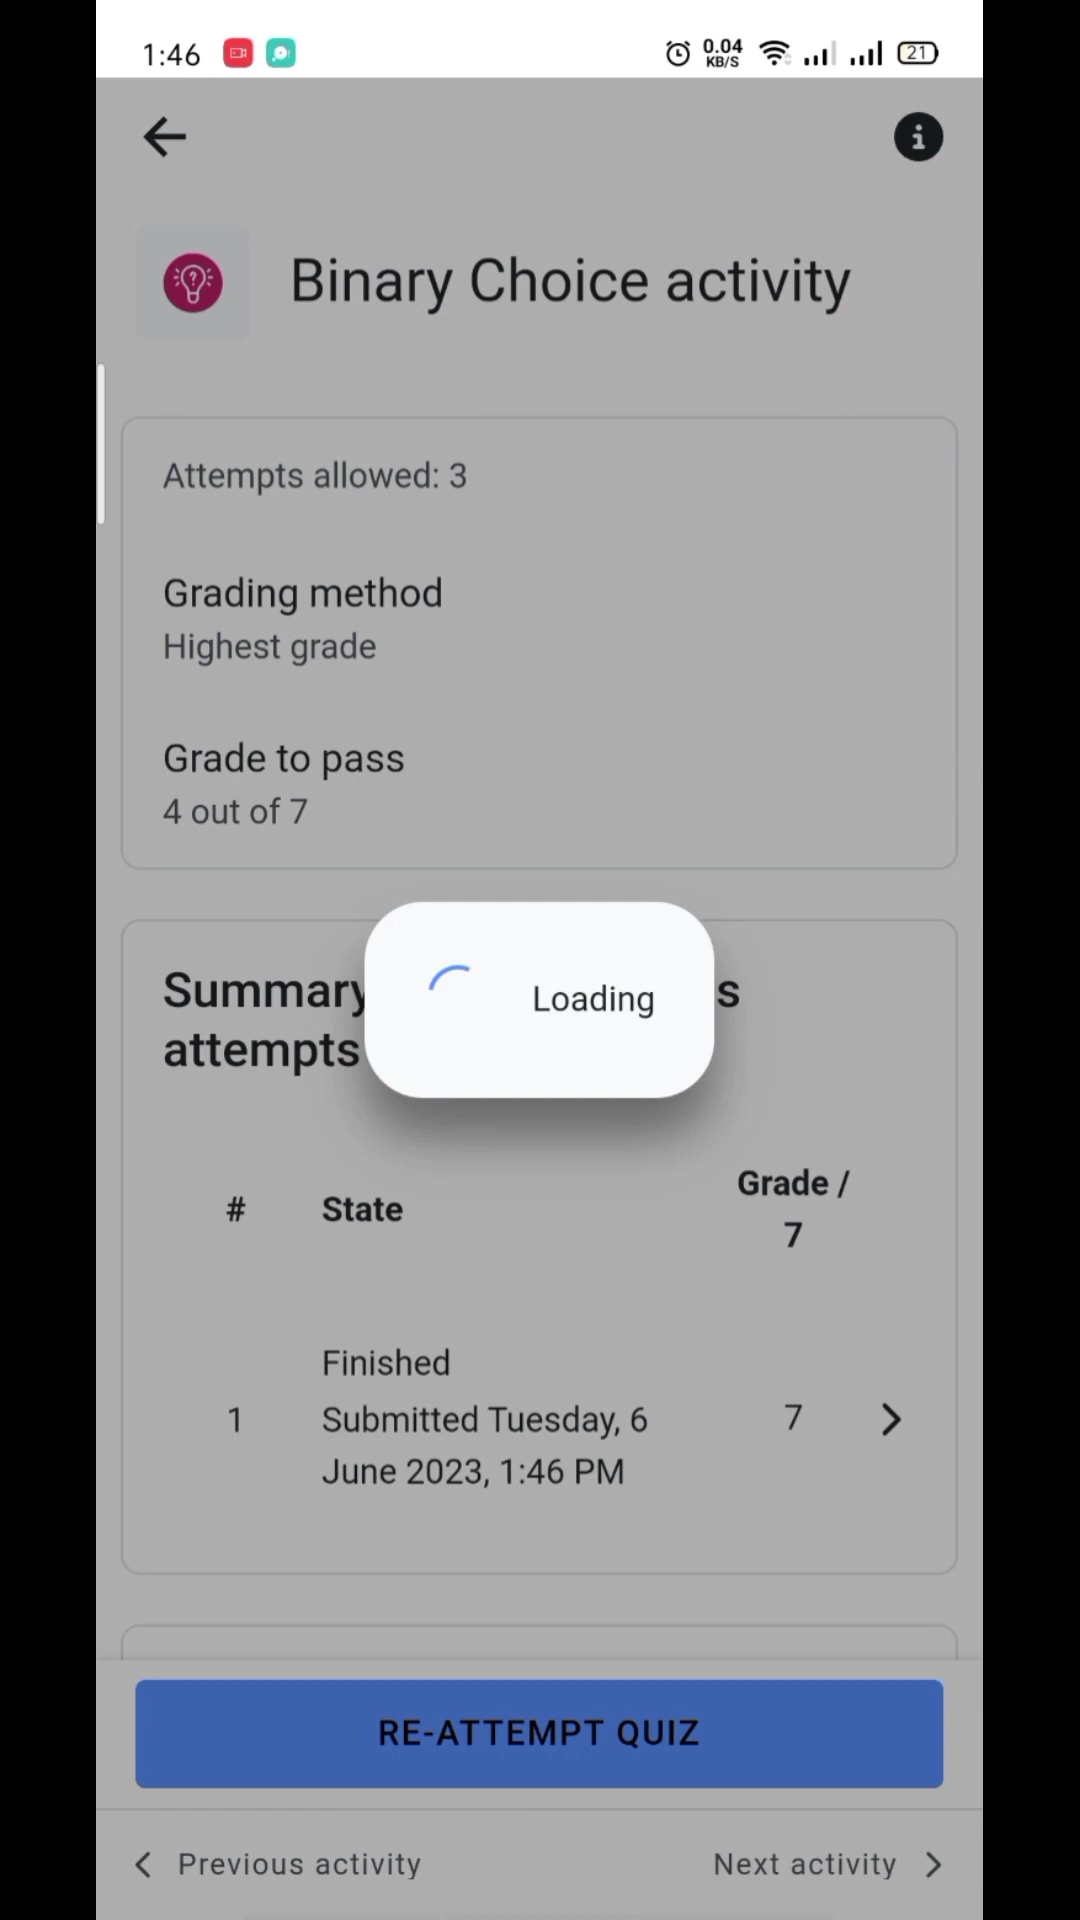 1:46
0.04
KB/S
21
Binary Choice activity
Attempts allowed: 3
Grading method
Highest grade
Grade to pass
4 out of 7
Summary s
attempts
Loading
# State Grade /
7
Finished
1 Submitted Tuesday, 6 7
June 2023, 1:46 PM
RE-ATTEMPT QUIZ
Previous activity Next activity